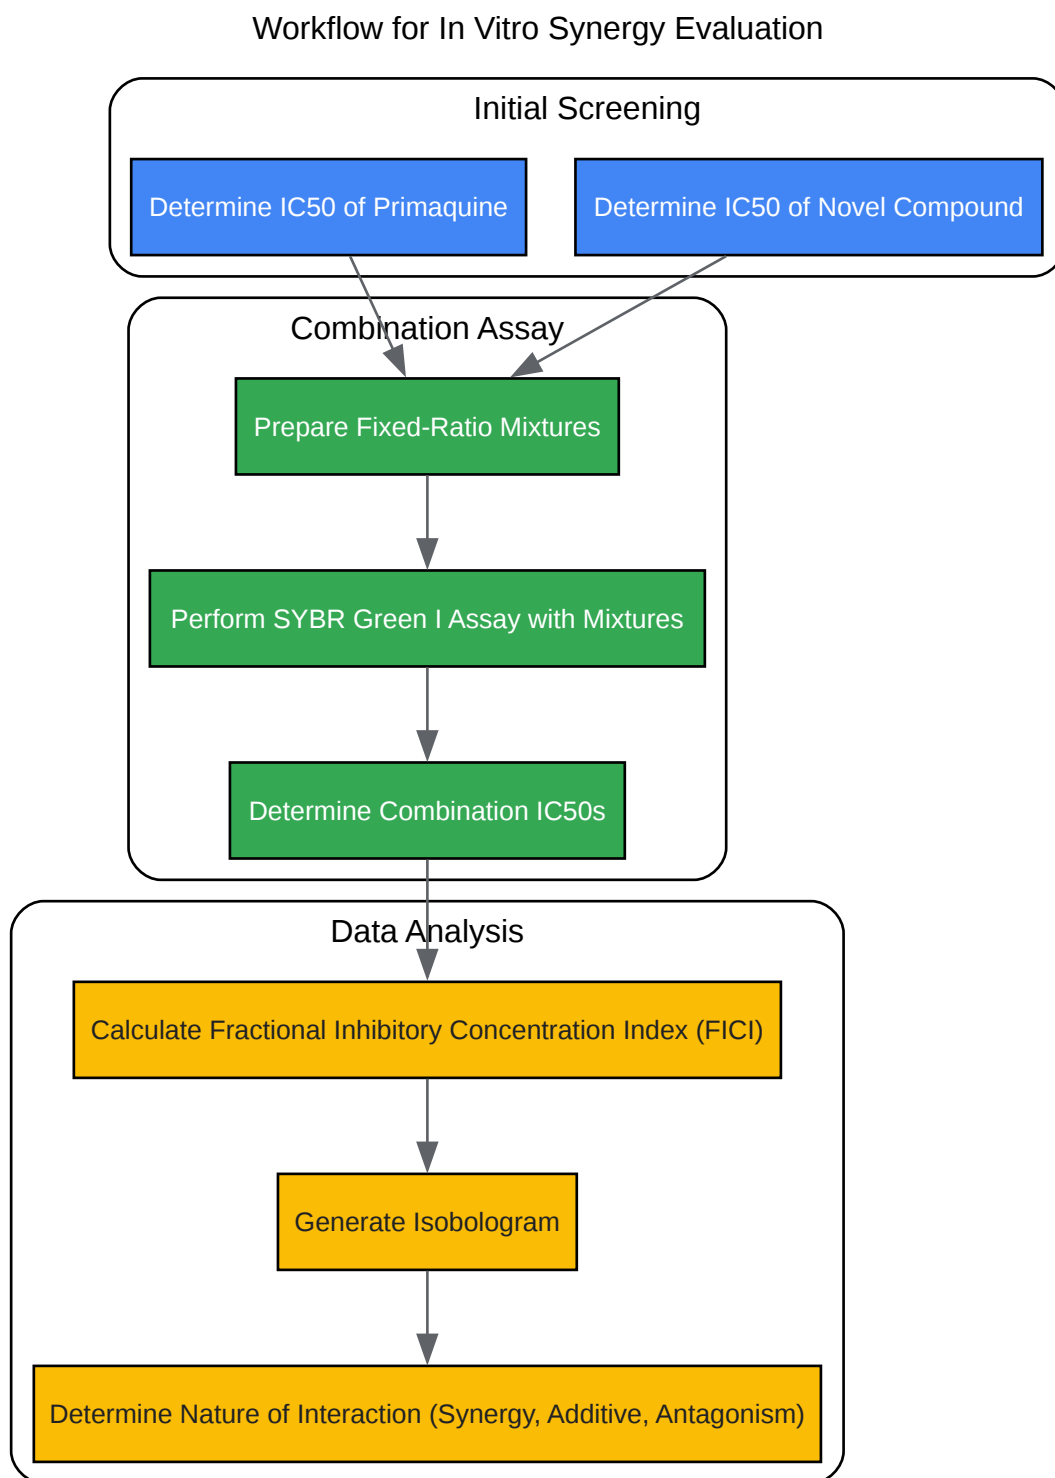 Workflow for In Vitro Synergy Evaluation
Initial Screening
Determine IC50 of Primaquine
Determine IC50 of Novel Compound
Combination Assay
Prepare Fixed-Ratio Mixtures
Perform SYBR Green I Assay with Mixtures
Determine Combination IC50s
Data Analysis
Calculate Fractional Inhibitory Concentration Index (FICI)
Generate Isobologram
Determine Nature of Interaction (Synergy, Additive, Antagonism)